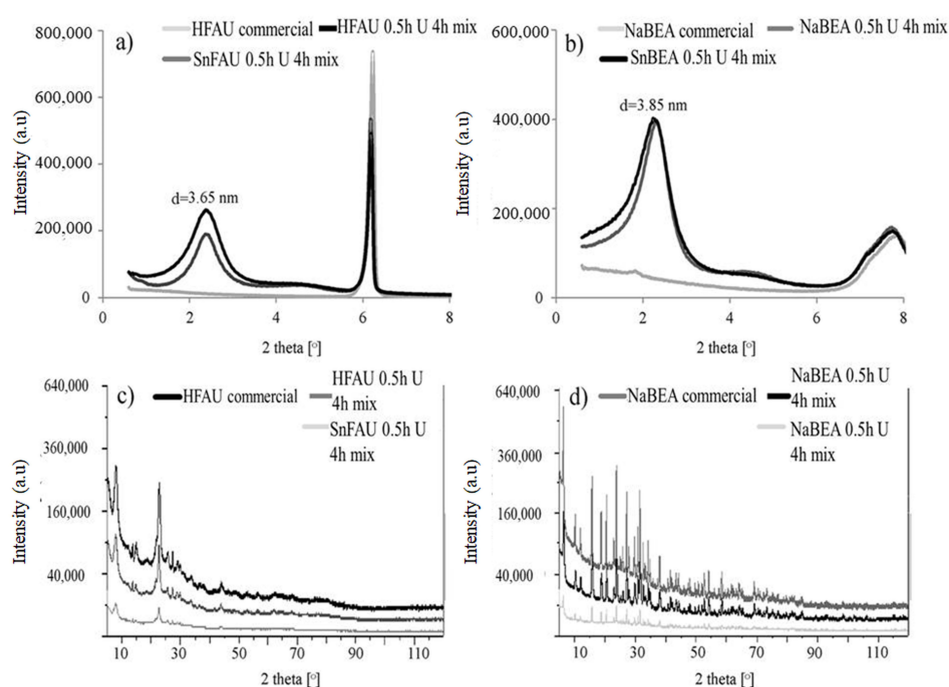 a)
HFAU commercial
HFAU 0.5h U 4h mix
SnFAU 0.5h U 4h mix
800,000
600,000
400,000
200,000
0
Intensity (a.u)
d=3.65 nm
0 2 4 6 8
2 theta [°]
b)
NaBEA commercial
NaBEA 0.5h U 4h mix
SnBEA 0.5h U 4h mix
600,000
400,000
200,000
0
Intensity (a.u)
d=3.85 nm
0 2 4 6 8
2 theta [°]
c)
HFAU commercial
HFAU 0.5h U
4h mix
SnFAU 0.5h U
4h mix
640,000
360,000
160,000
40,000
Intensity (a.u)
10 30 50 70 90 110
2 theta [°]
d)
NaBEA commercial
NaBEA 0.5h U
4h mix
NaBEA 0.5h U
4h mix
640,000
360,000
160,000
40,000
Intensity (a.u)
10 30 50 70 90 110
2 theta [°]